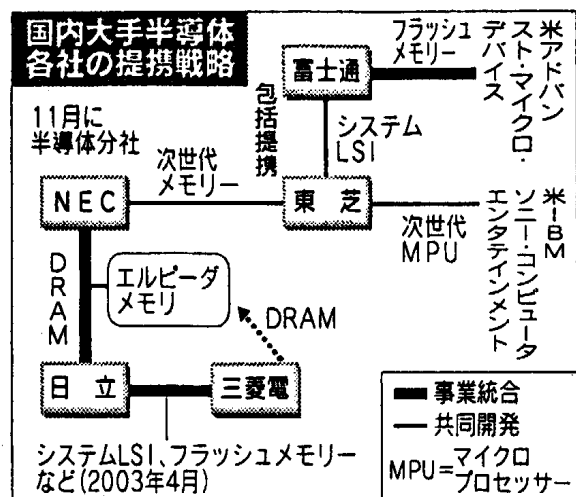 国内大手半導体
各社の提携戦略
フラッシュ
メモリー
米アドバン
スト・マイクロ・
デバイス
富士通
包括提携
システム
LSI
11月に
半導体分社
次世代
メモリー
NEC
東芝
次世代
MPU
米IBM
ソニー・コンピュータ
エンタテインメント
DRAM
エルピーダ
メモリ
DRAM
日立
三菱電
システムLSI、フラッシュメモリー
など(2003年4月)
事業統合
共同開発
MPU=マイクロ
プロセッサー